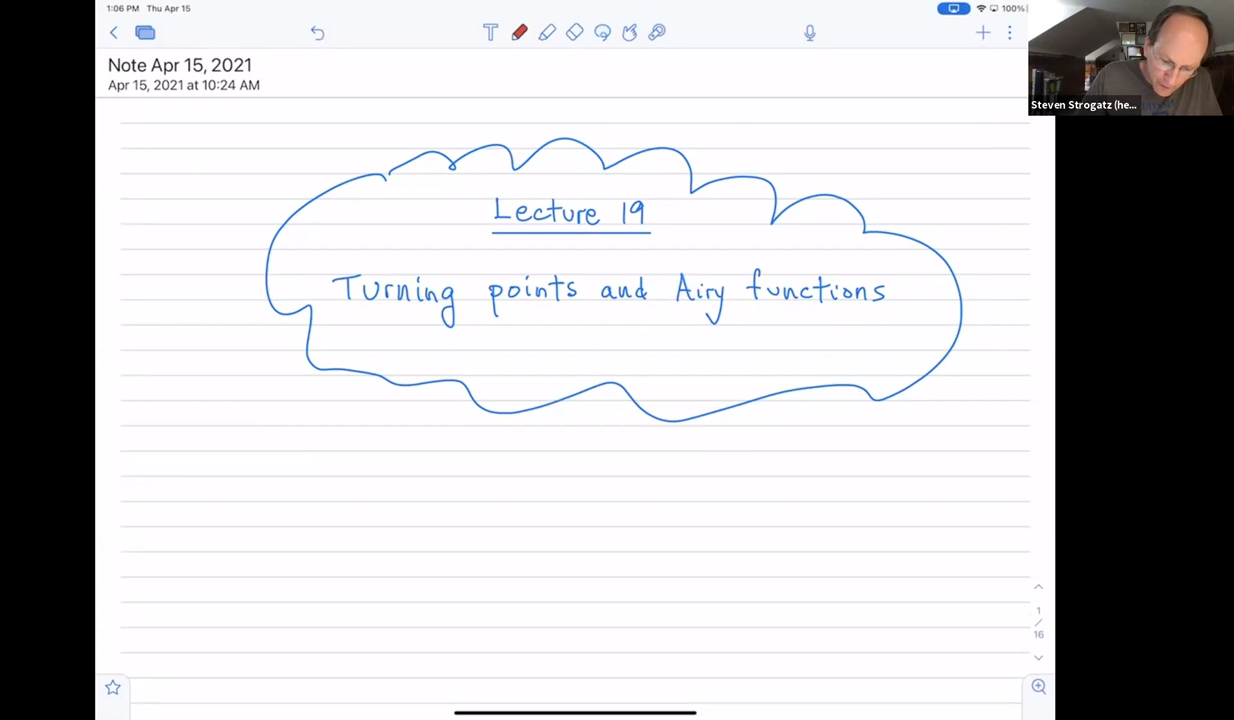 1:06 PM Thu Apr 15
100%
Note Apr 15, 2021
Apr 15, 2021 at 10:24 AM
Steven Strogatz (he...
Lecture 19
Turning points and Airy functions
1
/
16